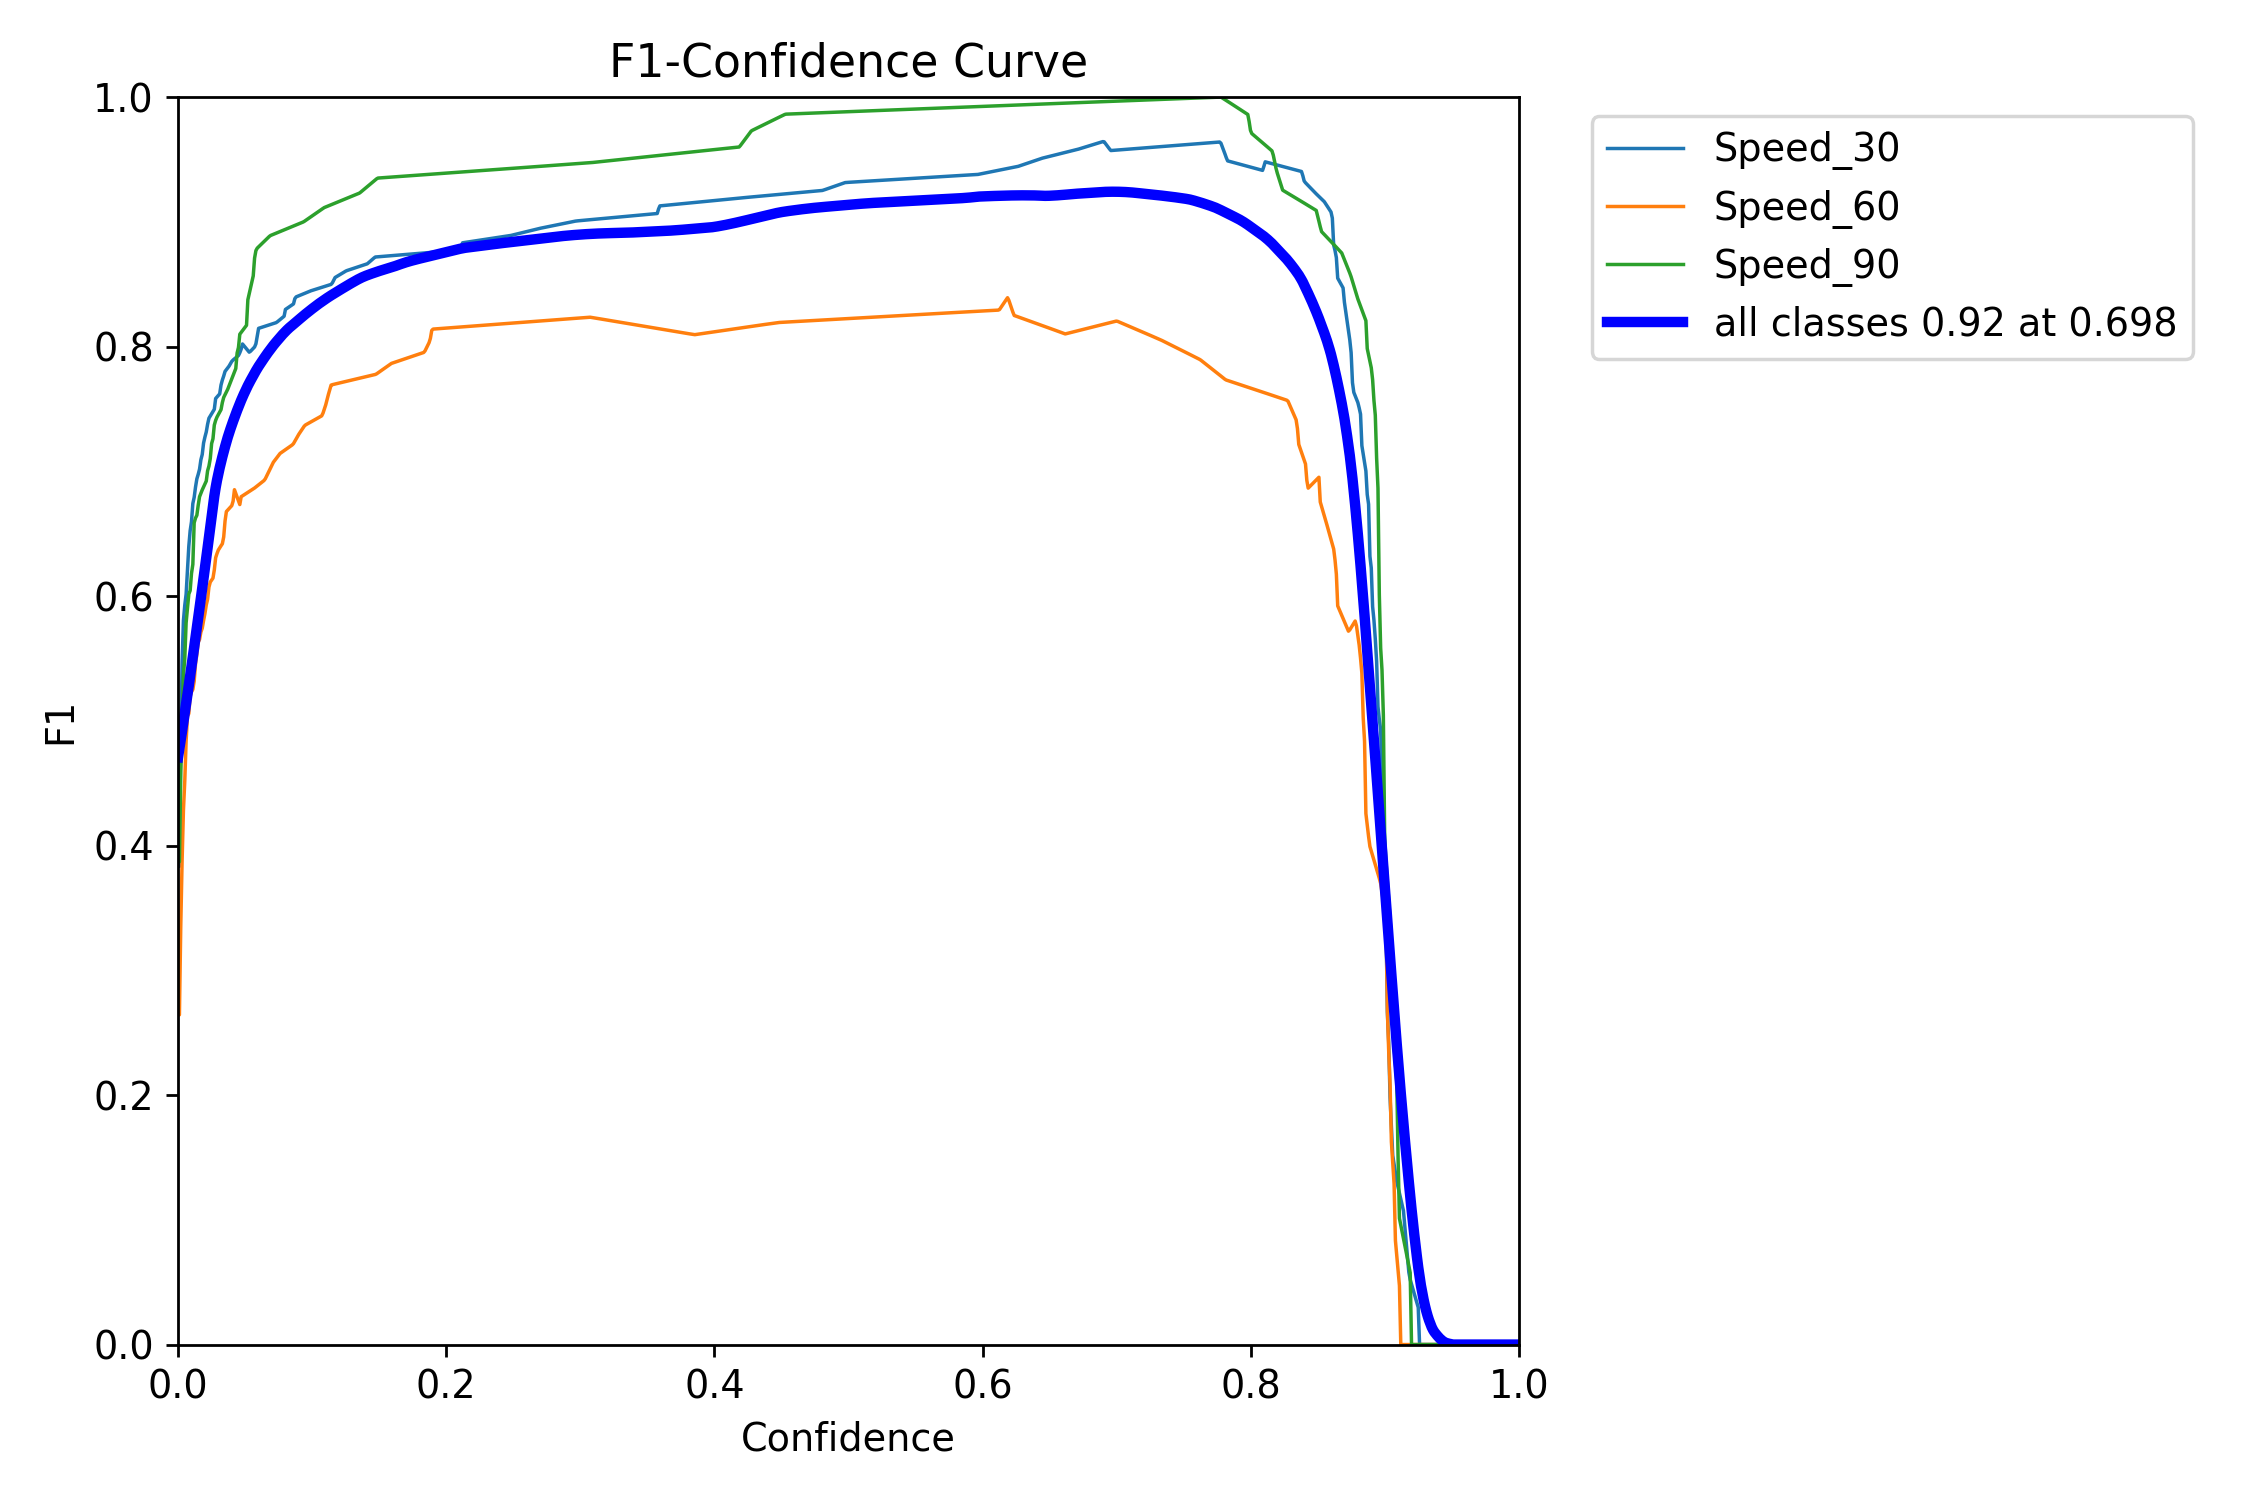 F1-Confidence Curve
1.0
0.8
0.6
0.4
0.2
0.0
F1
0.0 0.2 0.4 0.6 0.8 1.0
Confidence
Speed_30
Speed_60
Speed_90
all classes 0.92 at 0.698